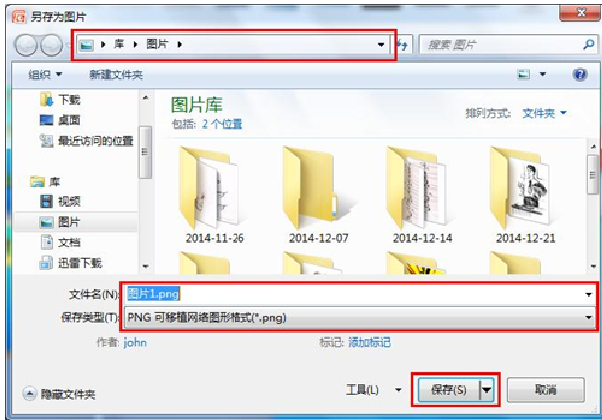 另存为图片
库 图片
搜索 图片
组织 新建文件夹
下载
桌面
最近访问的位置
库
视频
图片
文档
迅雷下载
图片库
包括: 2 个位置
排列方式: 文件夹
2014-11-26 2014-12-07 2014-12-14 2014-12-21
文件名(N): 图片1.png
保存类型(T): PNG 可移植网络图形格式(*.png)
作者: john 标记: 添加标记
隐藏文件夹 工具(L) 保存(S) 取消